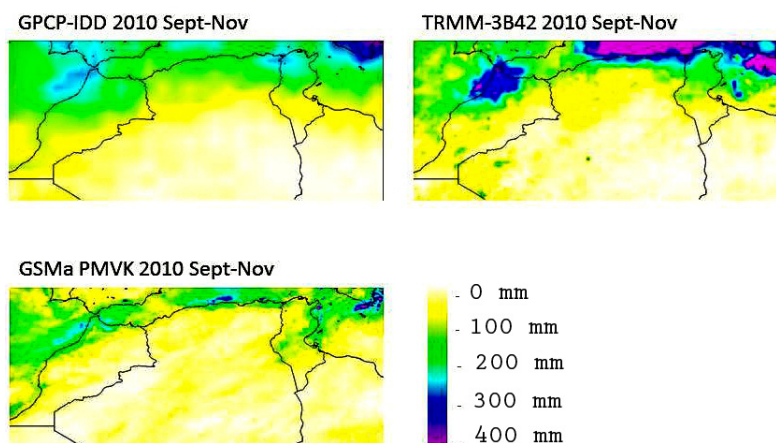 GPCP-IDD 2010 Sept-Nov
TRMM-3B42 2010 Sept-Nov
GSMa PMVK 2010 Sept-Nov
- 0 mm
- 100 mm
- 200 mm
- 300 mm
- 400 mm